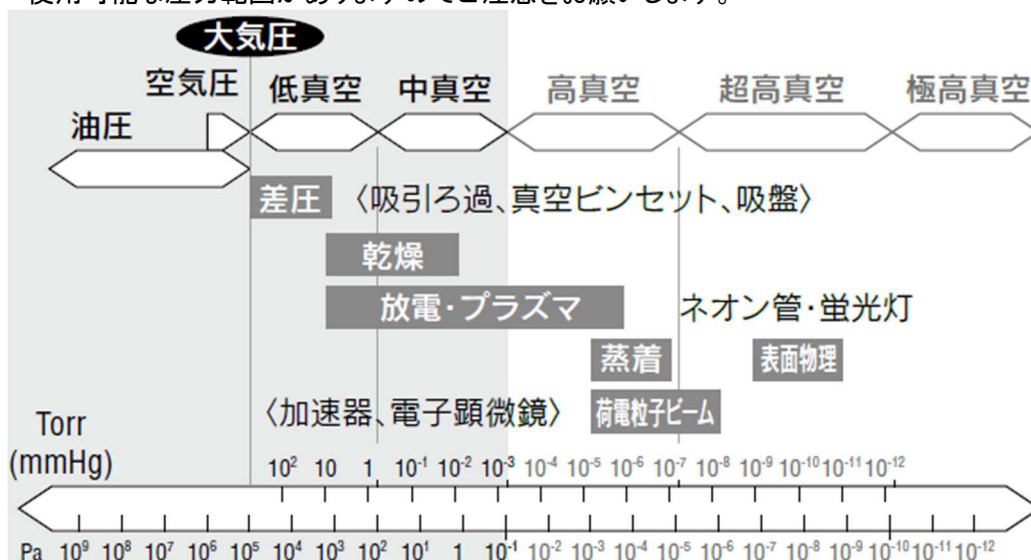 使用可能な圧力範囲がありますのでご注意をお願いします。
大気圧
空気圧 低真空 中真空 高真空 超高真空 極高真空
油圧
差圧 〈吸引ろ過、真空ピンセット、吸盤〉
乾燥
放電・プラズマ ネオン管・蛍光灯
蒸着 表面物理
〈加速器、電子顕微鏡〉 荷電粒子ビーム
Torr
(mmHg) 10² 10 1 10⁻¹ 10⁻² 10⁻³ 10⁻⁴ 10⁻⁵ 10⁻⁶ 10⁻⁷ 10⁻⁸ 10⁻⁹ 10⁻¹⁰ 10⁻¹¹ 10⁻¹²
Pa 10⁹ 10⁸ 10⁷ 10⁶ 10⁵ 10⁴ 10³ 10² 10¹ 1 10⁻¹ 10⁻² 10⁻³ 10⁻⁴ 10⁻⁵ 10⁻⁶ 10⁻⁷ 10⁻⁸ 10⁻⁹ 10⁻¹⁰ 10⁻¹¹ 10⁻¹²